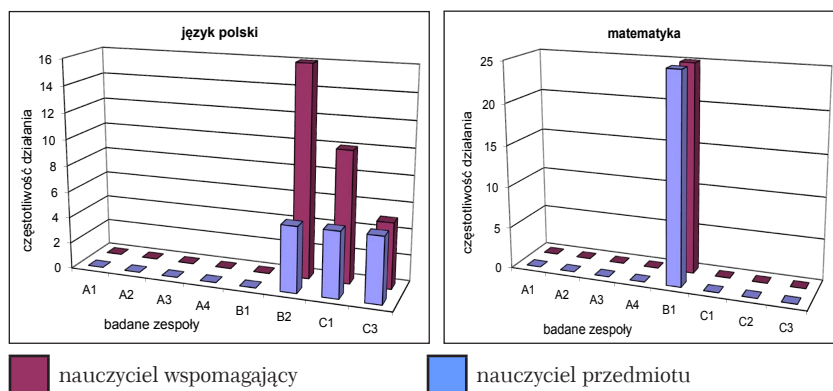 język polski
częstotliwość działania
16
14
12
10
8
6
4
2
0
A1 A2 A3 A4 B1 B2 C1 C3
badane zespoły
matematyka
częstotliwość działania
25
20
15
10
5
0
A1 A2 A3 A4 B1 C1 C2 C3
badane zespoły
nauczyciel wspomagający
nauczyciel przedmiotu